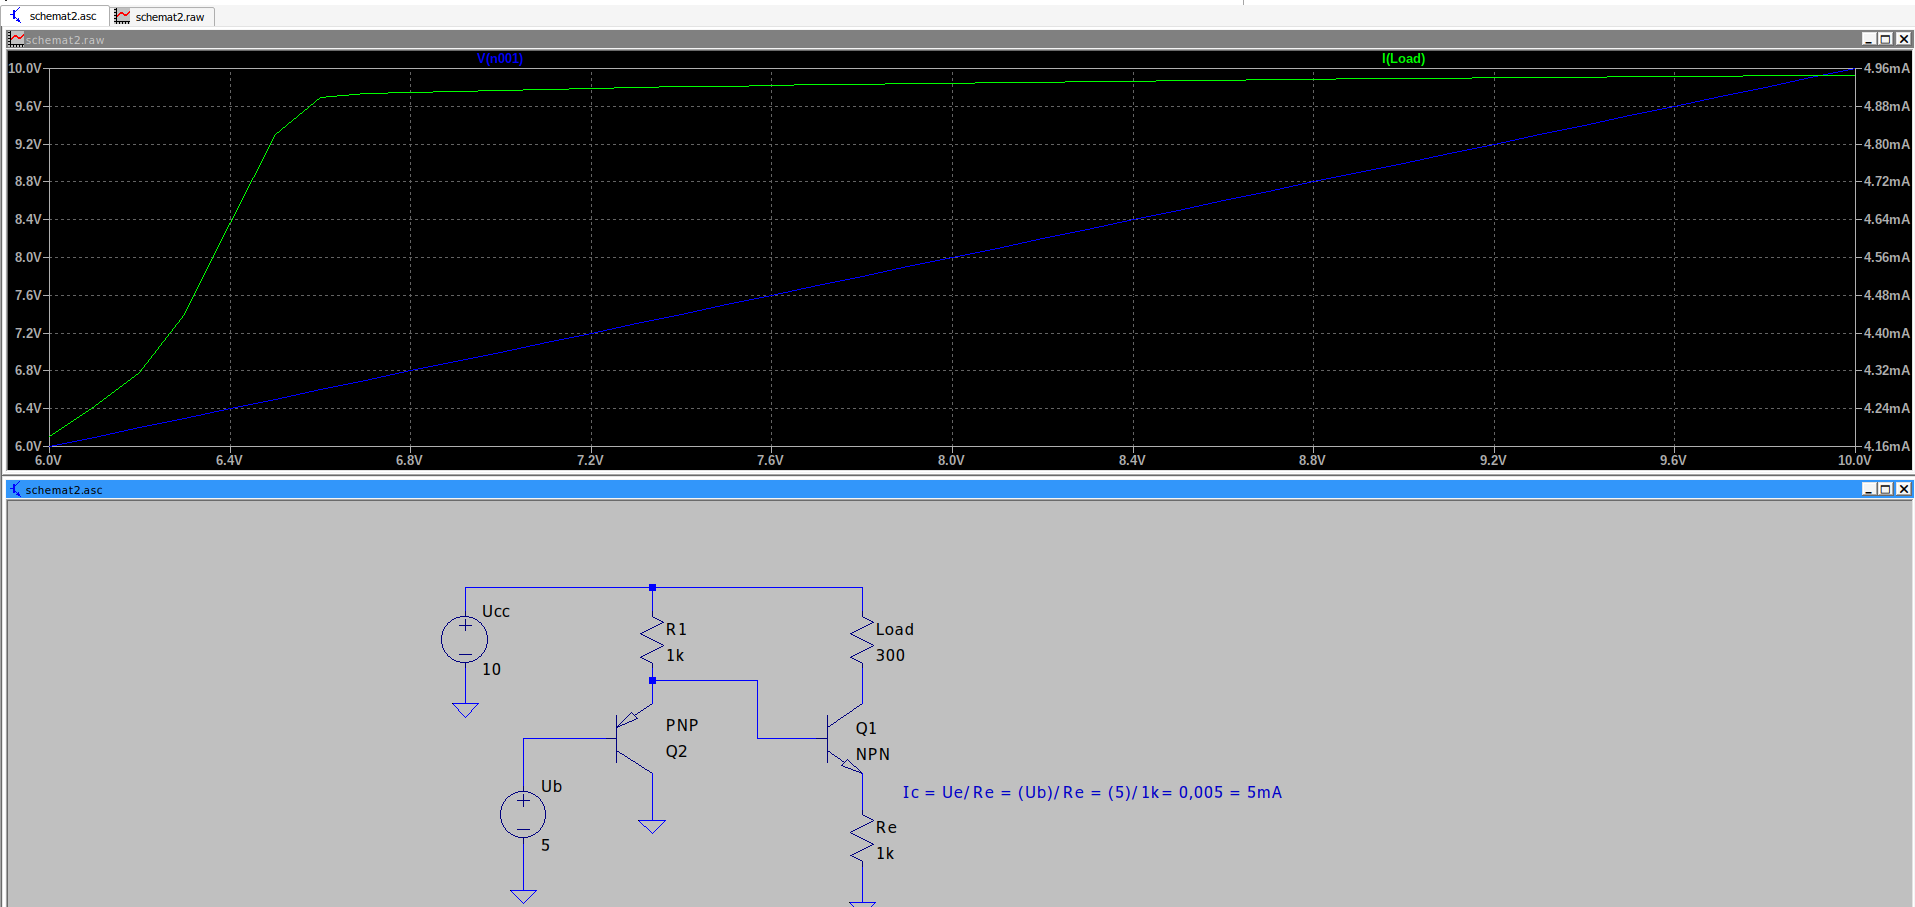 schemat2.asc schemat2.raw
schemat2.raw
V(n001) I(Load)
10.0V 4.96mA
9.6V 4.88mA
9.2V 4.80mA
8.8V 4.72mA
8.4V 4.64mA
8.0V 4.56mA
7.6V 4.48mA
7.2V 4.40mA
6.8V 4.32mA
6.4V 4.24mA
6.0V 4.16mA
6.0V 6.4V 6.8V 7.2V 7.6V 8.0V 8.4V 8.8V 9.2V 9.6V 10.0V
schemat2.asc
Ucc
10
R1
1k
Load
300
PNP
Q2
Q1
NPN
Ub
5
Ic = Ue/Re = (Ub)/Re = (5)/1k= 0,005 = 5mA
Re
1k